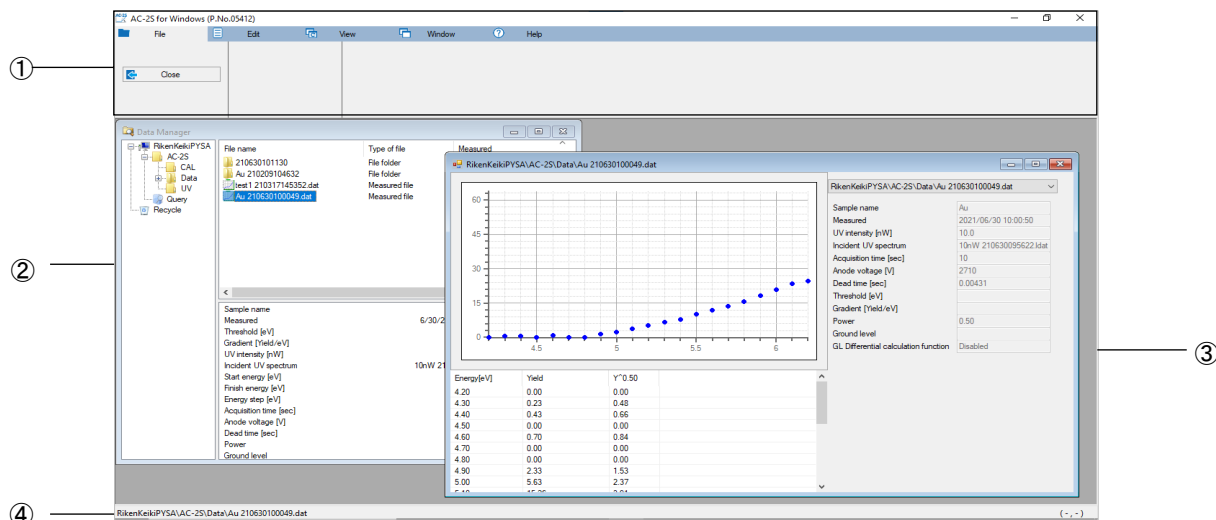 AC-2S for Windows (P.No.05412)
File Edit View Window Help
①
Close
Data Manager
RikenKeikiPYSA
AC-2S
CAL
Data
UV
Query
Recycle
File name Type of file Measured
210630101130 File folder
Au 210209104632 File folder
test1 210317145352.dat Measured file
Au 210630100049.dat Measured file
②
Sample name
Measured 6/30/2
Threshold [eV]
Gradient [Yield/eV]
UV intensity [nW]
Incident UV spectrum 10nW 21
Start energy [eV]
Finish energy [eV]
Energy step [eV]
Acquisition time [sec]
Anode voltage [V]
Dead time [sec]
Power
Ground level
RikenKeikiPYSA\AC-2S\Data\Au 210630100049.dat
60
45
30
15
0
4.5 5 5.5 6
RikenKeikiPYSA\AC-2S\Data\Au 210630100049.dat
Sample name Au
Measured 2021/06/30 10:00:50
UV intensity [nW] 10.0
Incident UV spectrum 10nW 210630095622.ldat
Acquisition time [sec] 10
Anode voltage [V] 2710
Dead time [sec] 0.00431
Threshold [eV]
Gradient [Yield/eV]
Power 0.50
Ground level
GL Differential calculation function Disabled
③
Energy[eV] Yield Y^0.50
4.20 0.00 0.00
4.30 0.23 0.48
4.40 0.43 0.66
4.50 0.00 0.00
4.60 0.70 0.84
4.70 0.00 0.00
4.80 0.00 0.00
4.90 2.33 1.53
5.00 5.63 2.37
④
RikenKeikiPYSA\AC-2S\Data\Au 210630100049.dat (-,-)